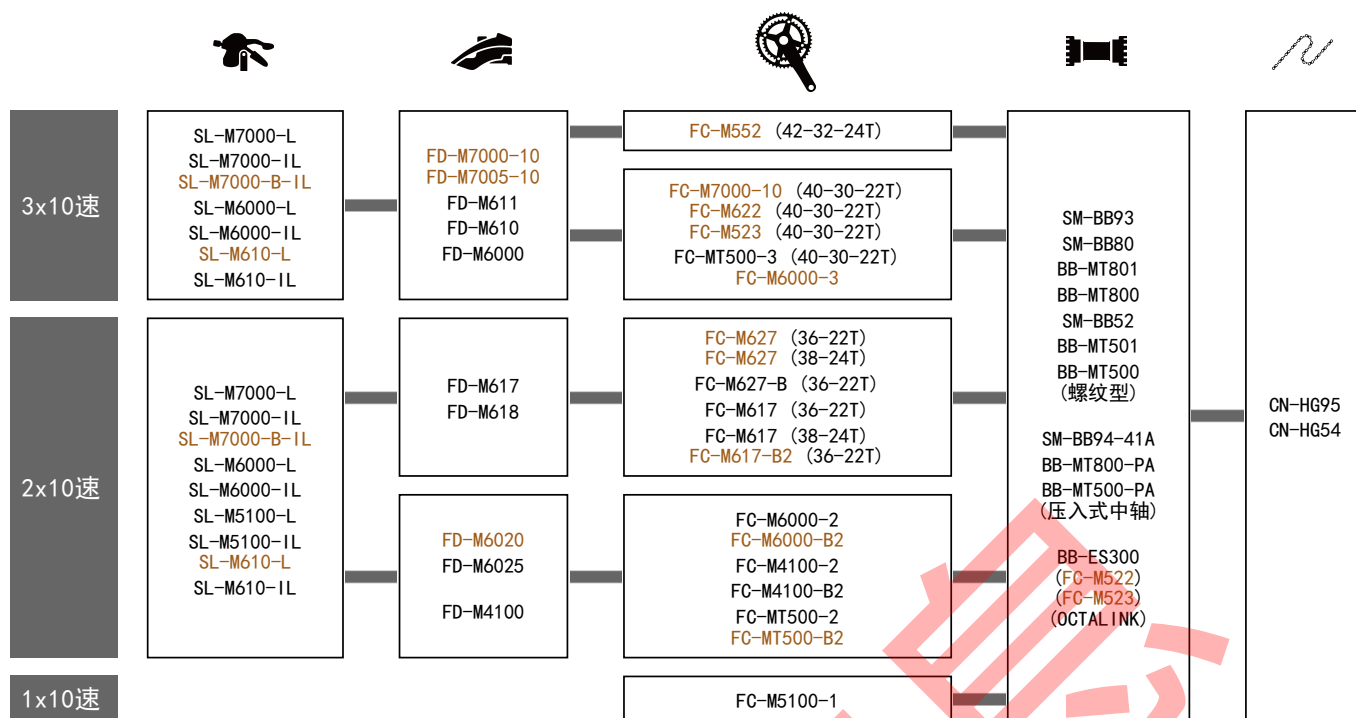 3x10速
SL-M7000-L
SL-M7000-IL
SL-M7000-B-IL
SL-M6000-L
SL-M6000-IL
SL-M610-L
SL-M610-IL
FD-M7000-10
FD-M7005-10
FD-M611
FD-M610
FD-M6000
FC-M552 (42-32-24T)
FC-M7000-10 (40-30-22T)
FC-M622 (40-30-22T)
FC-M523 (40-30-22T)
FC-MT500-3 (40-30-22T)
FC-M6000-3
2x10速
SL-M7000-L
SL-M7000-IL
SL-M7000-B-IL
SL-M6000-L
SL-M6000-IL
SL-M5100-L
SL-M5100-IL
SL-M610-L
SL-M610-IL
FD-M617
FD-M618
FC-M627 (36-22T)
FC-M627 (38-24T)
FC-M627-B (36-22T)
FC-M617 (36-22T)
FC-M617 (38-24T)
FC-M617-B2 (36-22T)
FD-M6020
FD-M6025
FD-M4100
FC-M6000-2
FC-M6000-B2
FC-M4100-2
FC-M4100-B2
FC-MT500-2
FC-MT500-B2
1x10速
FC-M5100-1
SM-BB93
SM-BB80
BB-MT801
BB-MT800
SM-BB52
BB-MT501
BB-MT500
(螺纹型)
SM-BB94-41A
BB-MT800-PA
BB-MT500-PA
(压入式中轴)
BB-ES300
(FC-M522)
(FC-M523)
(OCTALINK)
CN-HG95
CN-HG54